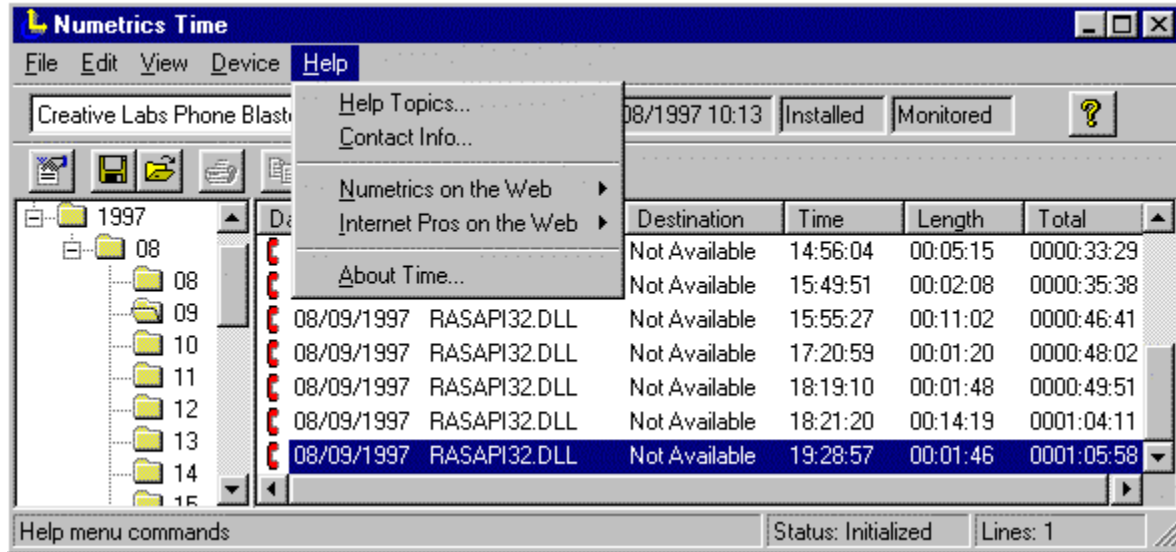 Numetrics Time
File Edit View Device Help
Creative Labs Phone Blast 08/1997 10:13 Installed Monitored ?
Help Topics...
Contact Info...
Numetrics on the Web
Internet Pros on the Web
About Time...
1997
08
08
09
10
11
12
13
14
15
Da Destination Time Length Total
Not Available 14:56:04 00:05:15 0000:33:29
Not Available 15:49:51 00:02:08 0000:35:38
08/09/1997 RASAPI32.DLL Not Available 15:55:27 00:11:02 0000:46:41
08/09/1997 RASAPI32.DLL Not Available 17:20:59 00:01:20 0000:48:02
08/09/1997 RASAPI32.DLL Not Available 18:19:10 00:01:48 0000:49:51
08/09/1997 RASAPI32.DLL Not Available 18:21:20 00:14:19 0001:04:11
08/09/1997 RASAPI32.DLL Not Available 19:28:57 00:01:46 0001:05:58
Help menu commands Status: Initialized Lines: 1